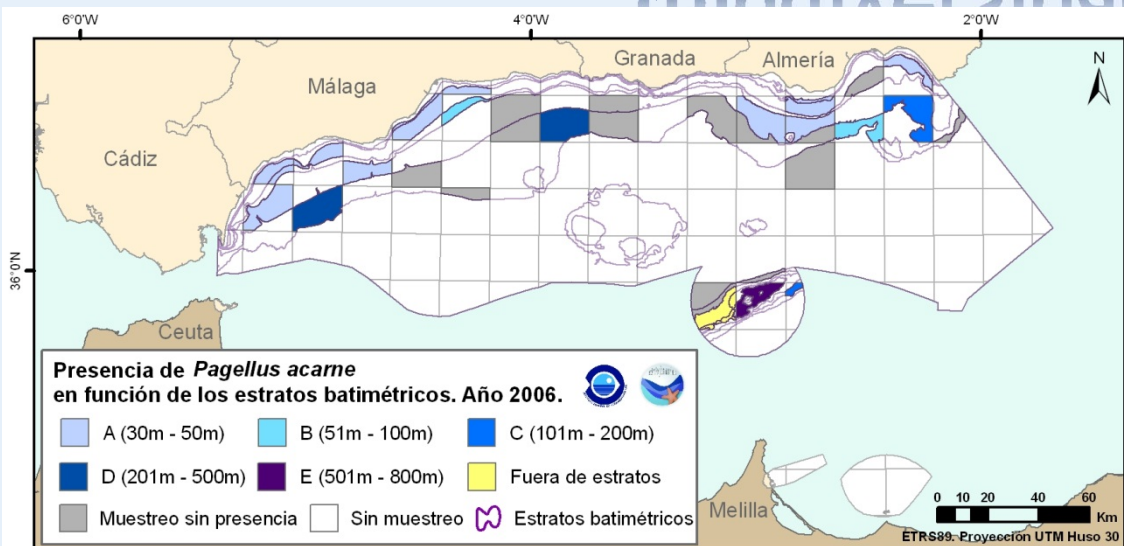 6°0'W
4°0'W
2°0'W
Granada
Almería
Málaga
N
Cádiz
36°0'N
Ceuta
Presencia de Pagellus acarne
en función de los estratos batimétricos. Año 2006.
A (30m - 50m)
B (51m - 100m)
C (101m - 200m)
D (201m - 500m)
E (501m - 800m)
Fuera de estratos
Muestreo sin presencia
Sin muestreo
Estratos batimétricos
Melilla
0 10 20 40 60
Km
ETRS89. Proyección UTM Huso 30